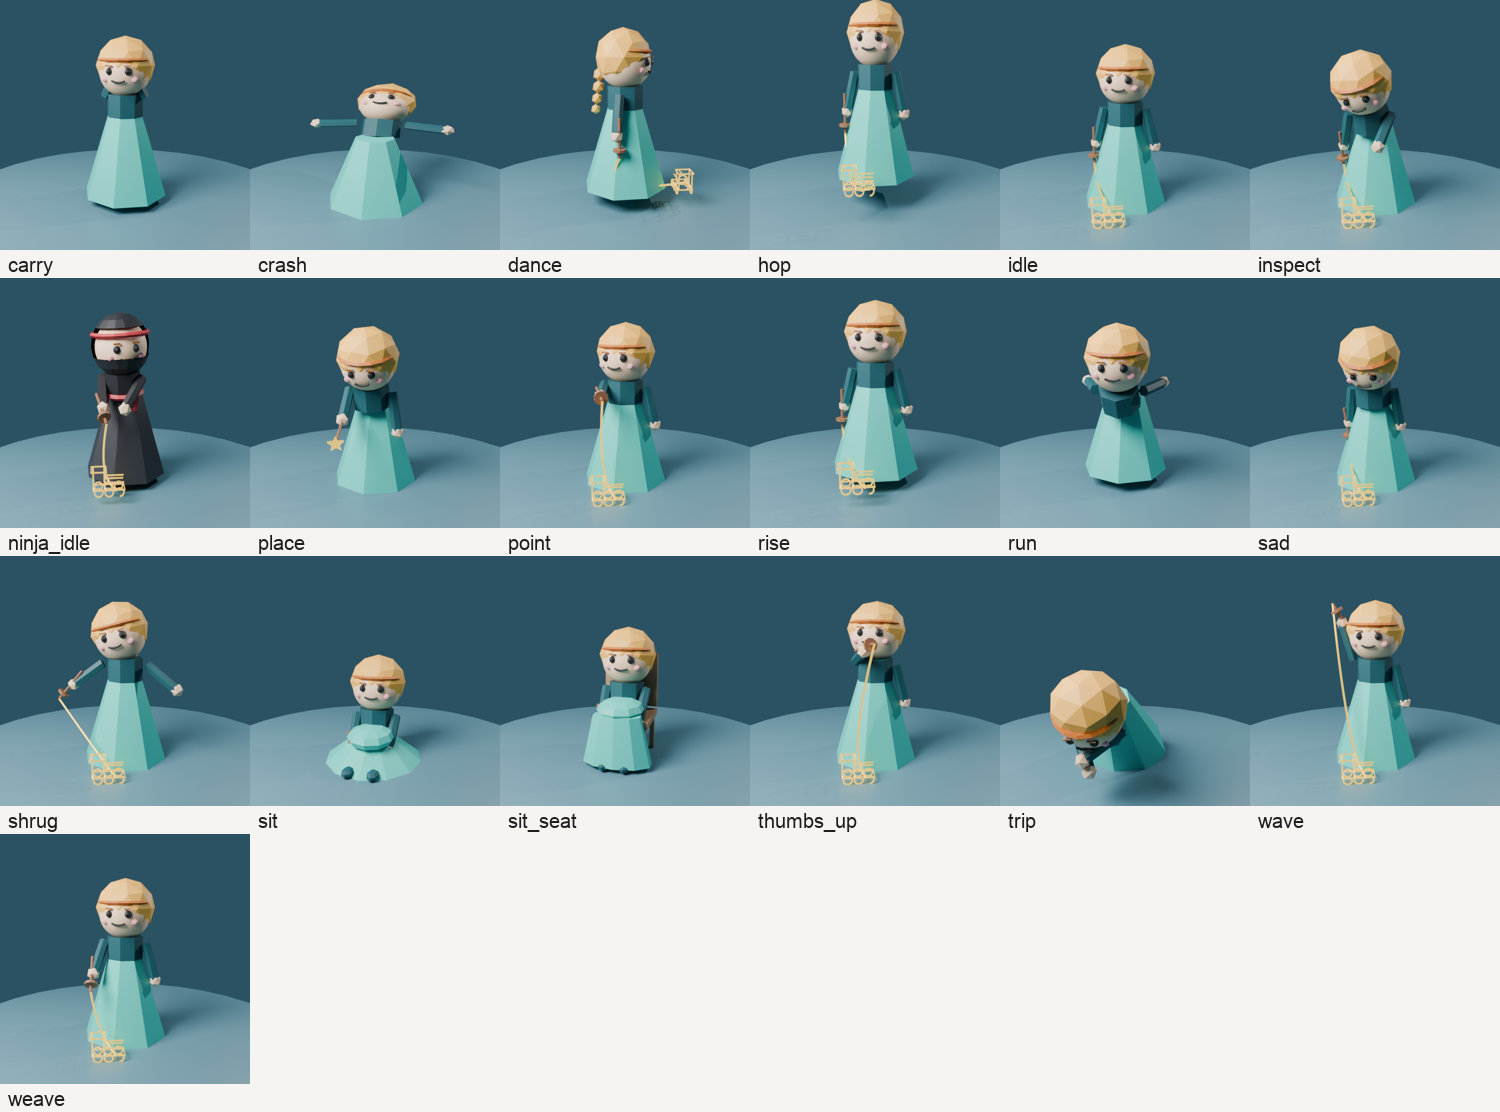 carry crash dance hop idle inspect
ninja_idle place point rise run sad
shrug sit sit_seat thumbs_up trip wave
weave